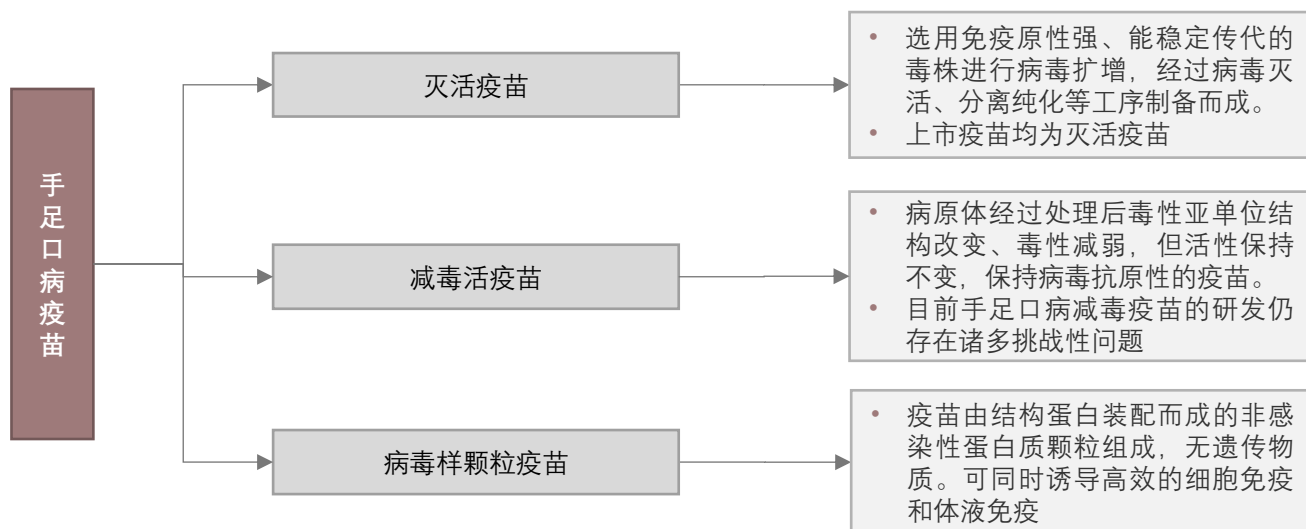 手足口病疫苗
灭活疫苗
• 选用免疫原性强、能稳定传代的
毒株进行病毒扩增，经过病毒灭
活、分离纯化等工序制备而成。
• 上市疫苗均为灭活疫苗
减毒活疫苗
• 病原体经过处理后毒性亚单位结
构改变、毒性减弱，但活性保持
不变，保持病毒抗原性的疫苗。
• 目前手足口病减毒疫苗的研发仍
存在诸多挑战性问题
病毒样颗粒疫苗
• 疫苗由结构蛋白装配而成的非感
染性蛋白质颗粒组成，无遗传物
质。可同时诱导高效的细胞免疫
和体液免疫